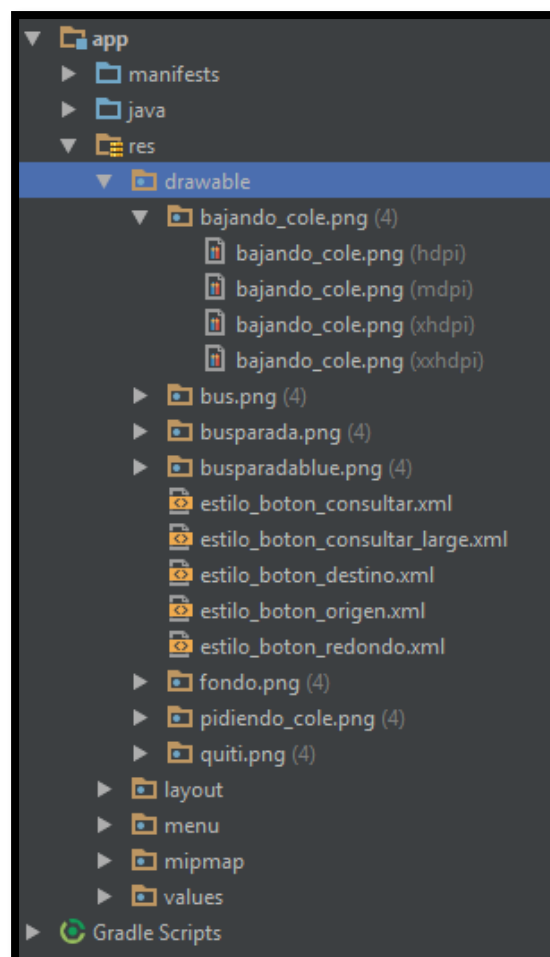 app
manifests
java
res
drawable
bajando_cole.png (4)
bajando_cole.png (hdpi)
bajando_cole.png (mdpi)
bajando_cole.png (xhdpi)
bajando_cole.png (xxhdpi)
bus.png (4)
busparada.png (4)
busparadablue.png (4)
estilo_boton_consultar.xml
estilo_boton_consultar_large.xml
estilo_boton_destino.xml
estilo_boton_origen.xml
estilo_boton_redondo.xml
fondo.png (4)
pidiendo_cole.png (4)
quiti.png (4)
layout
menu
mipmap
values
Gradle Scripts